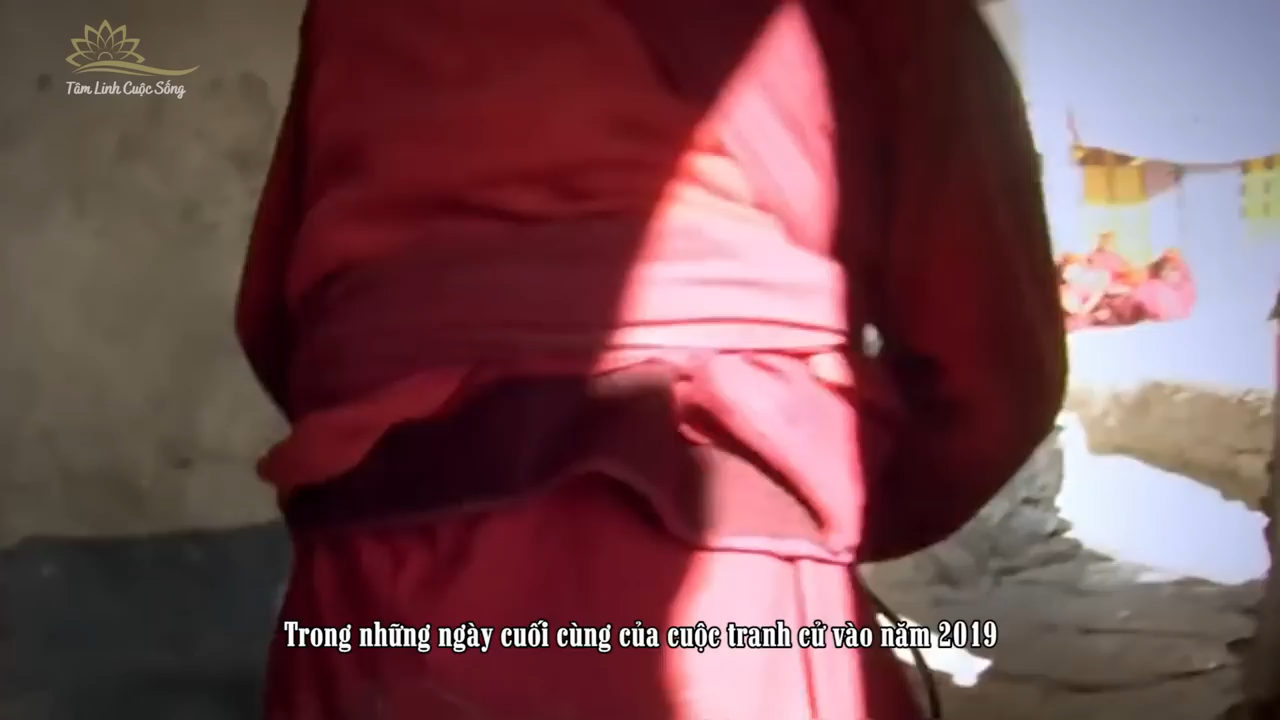 Tâm Linh Cuộc Sống
Trong những ngày cuối cùng của cuộc tranh cử vào năm 2019